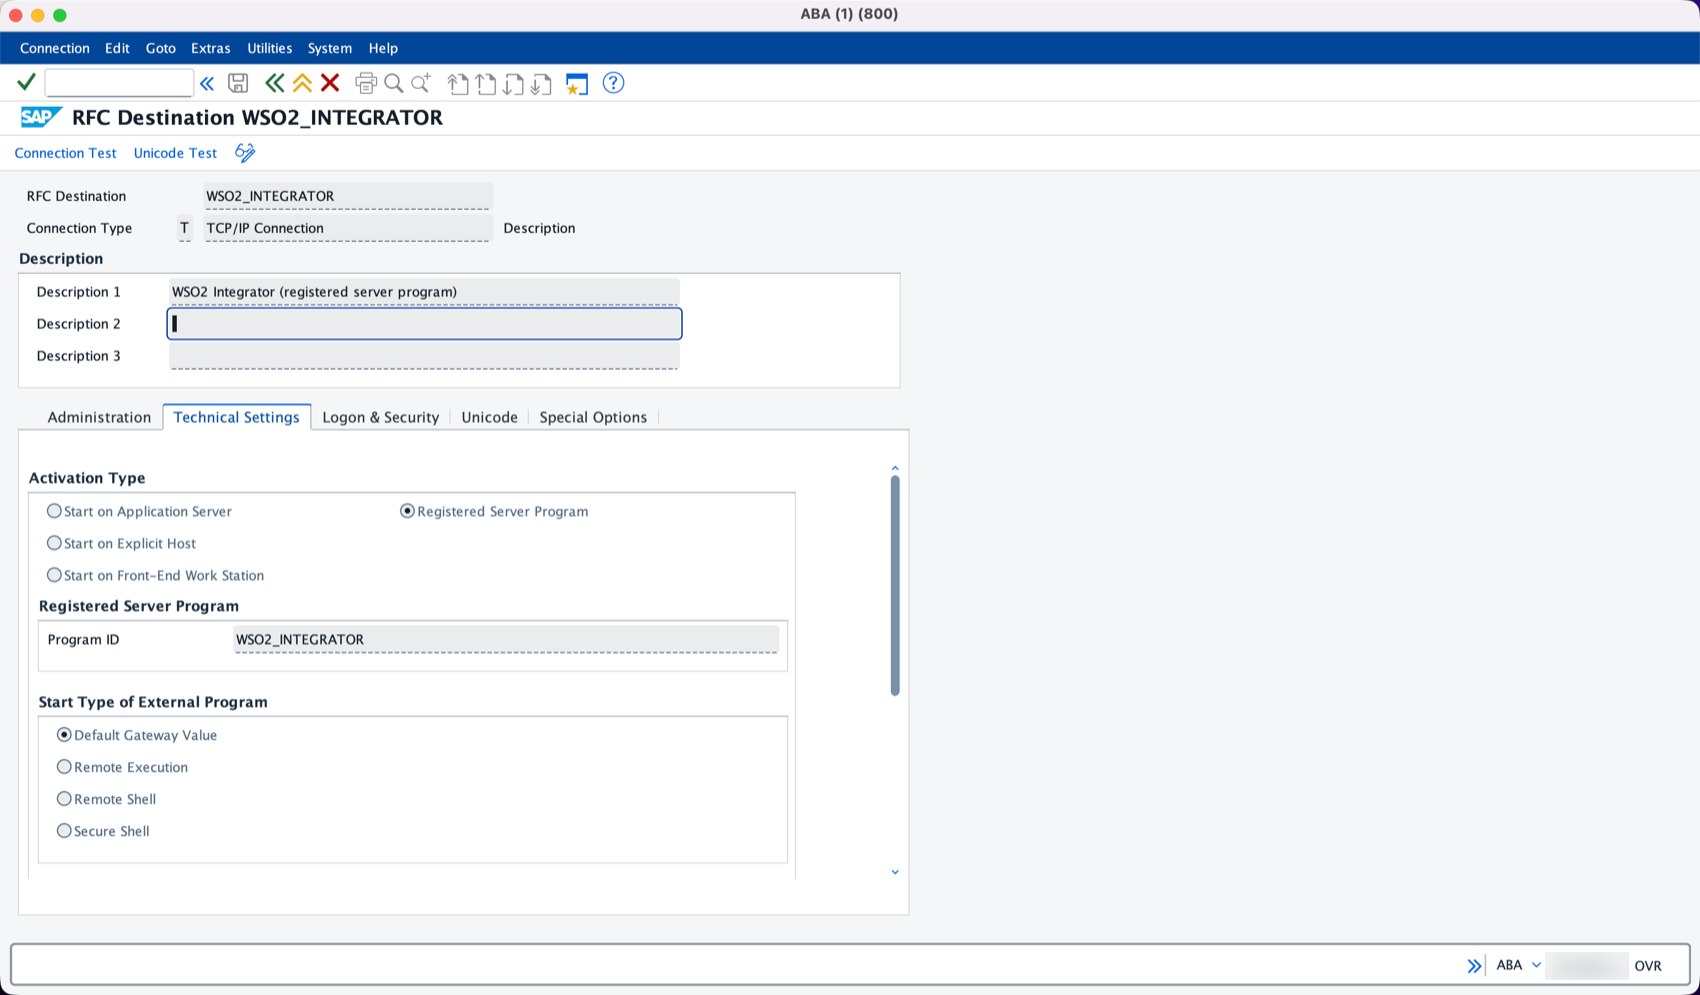 ABA (1) (800)
Connection Edit Goto Extras Utilities System Help
SAP RFC Destination WSO2_INTEGRATOR
Connection Test Unicode Test
RFC Destination WSO2_INTEGRATOR
Connection Type T TCP/IP Connection Description
Description
Description 1 WSO2 Integrator (registered server program)
Description 2
Description 3
Administration Technical Settings Logon & Security Unicode Special Options
Activation Type
Start on Application Server Registered Server Program
Start on Explicit Host
Start on Front-End Work Station
Registered Server Program
Program ID WSO2_INTEGRATOR
Start Type of External Program
Default Gateway Value
Remote Execution
Remote Shell
Secure Shell
ABA OVR